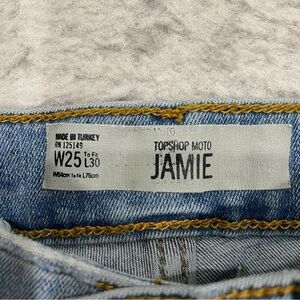 MADE IN TURKEY
RN 125149
W25 To Fit L30
W64cm To Fit L76cm
TOPSHOP MOTO
JAMIE